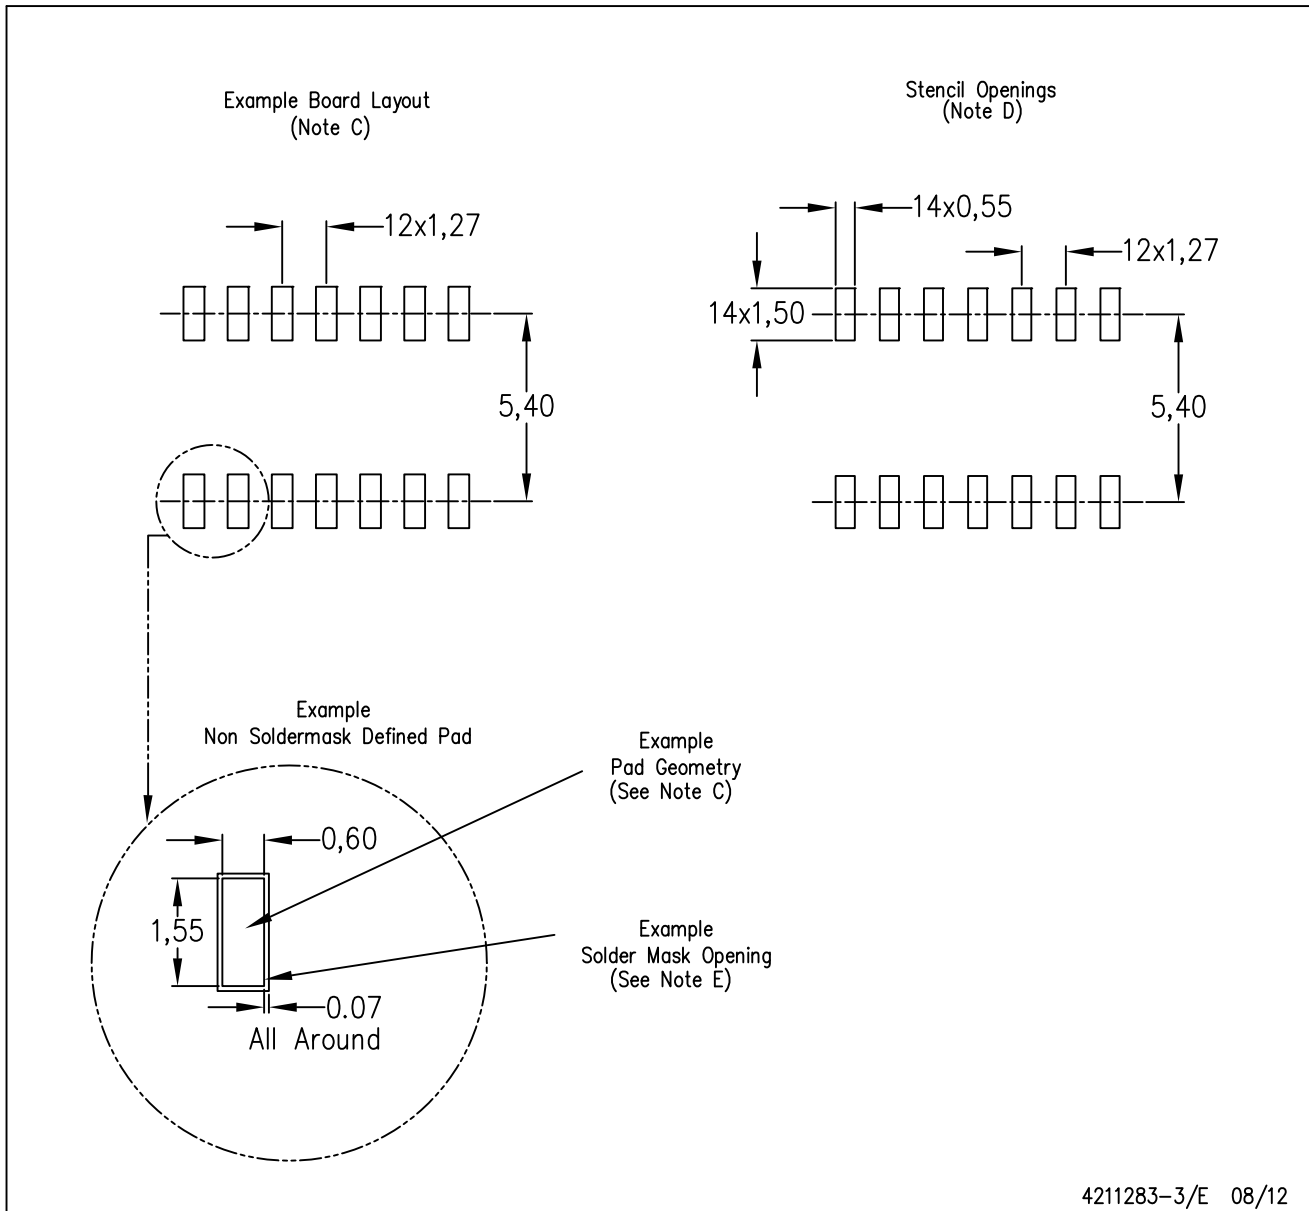 Example Board Layout
(Note C)
Stencil Openings
(Note D)
12x1,27
5,40
14x0,55
12x1,27
14x1,50
5,40
Example
Non Soldermask Defined Pad
Example
Pad Geometry
(See Note C)
0,60
1,55
Example
Solder Mask Opening
(See Note E)
0.07
All Around
4211283-3/E 08/12